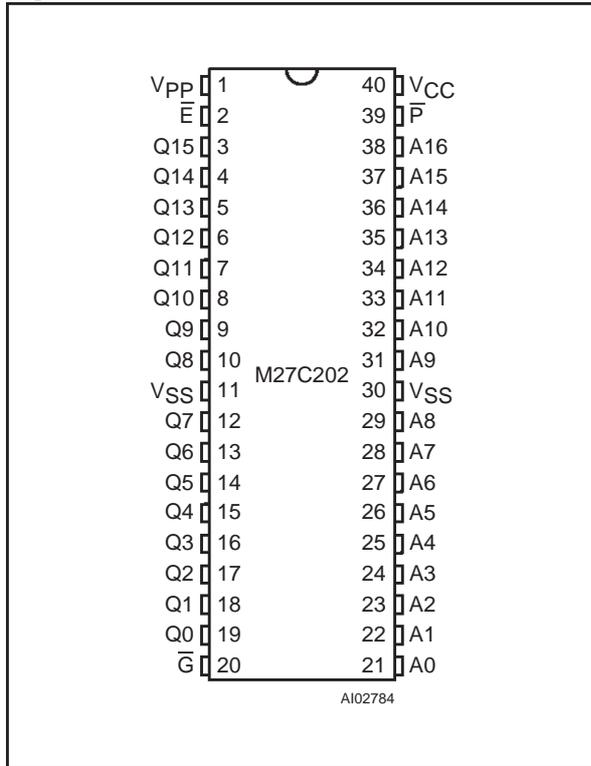 VPP 1 40 VCC
E̅ 2 39 P̅
Q15 3 38 A16
Q14 4 37 A15
Q13 5 36 A14
Q12 6 35 A13
Q11 7 34 A12
Q10 8 33 A11
Q9 9 32 A10
Q8 10 31 A9
M27C202
VSS 11 30 VSS
Q7 12 29 A8
Q6 13 28 A7
Q5 14 27 A6
Q4 15 26 A5
Q3 16 25 A4
Q2 17 24 A3
Q1 18 23 A2
Q0 19 22 A1
G̅ 20 21 A0
AI02784